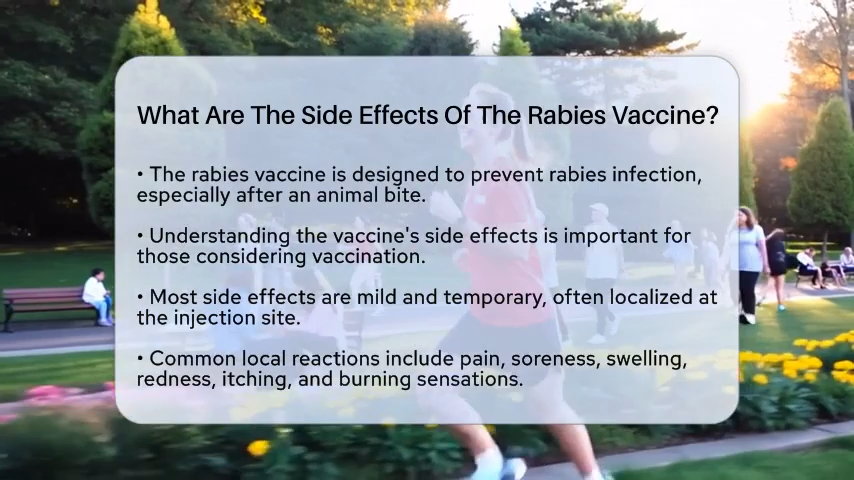 What Are The Side Effects Of The Rabies Vaccine?
• The rabies vaccine is designed to prevent rabies infection,
especially after an animal bite.
• Understanding the vaccine's side effects is important for
those considering vaccination.
• Most side effects are mild and temporary, often localized at
the injection site.
• Common local reactions include pain, soreness, swelling,
redness, itching, and burning sensations.